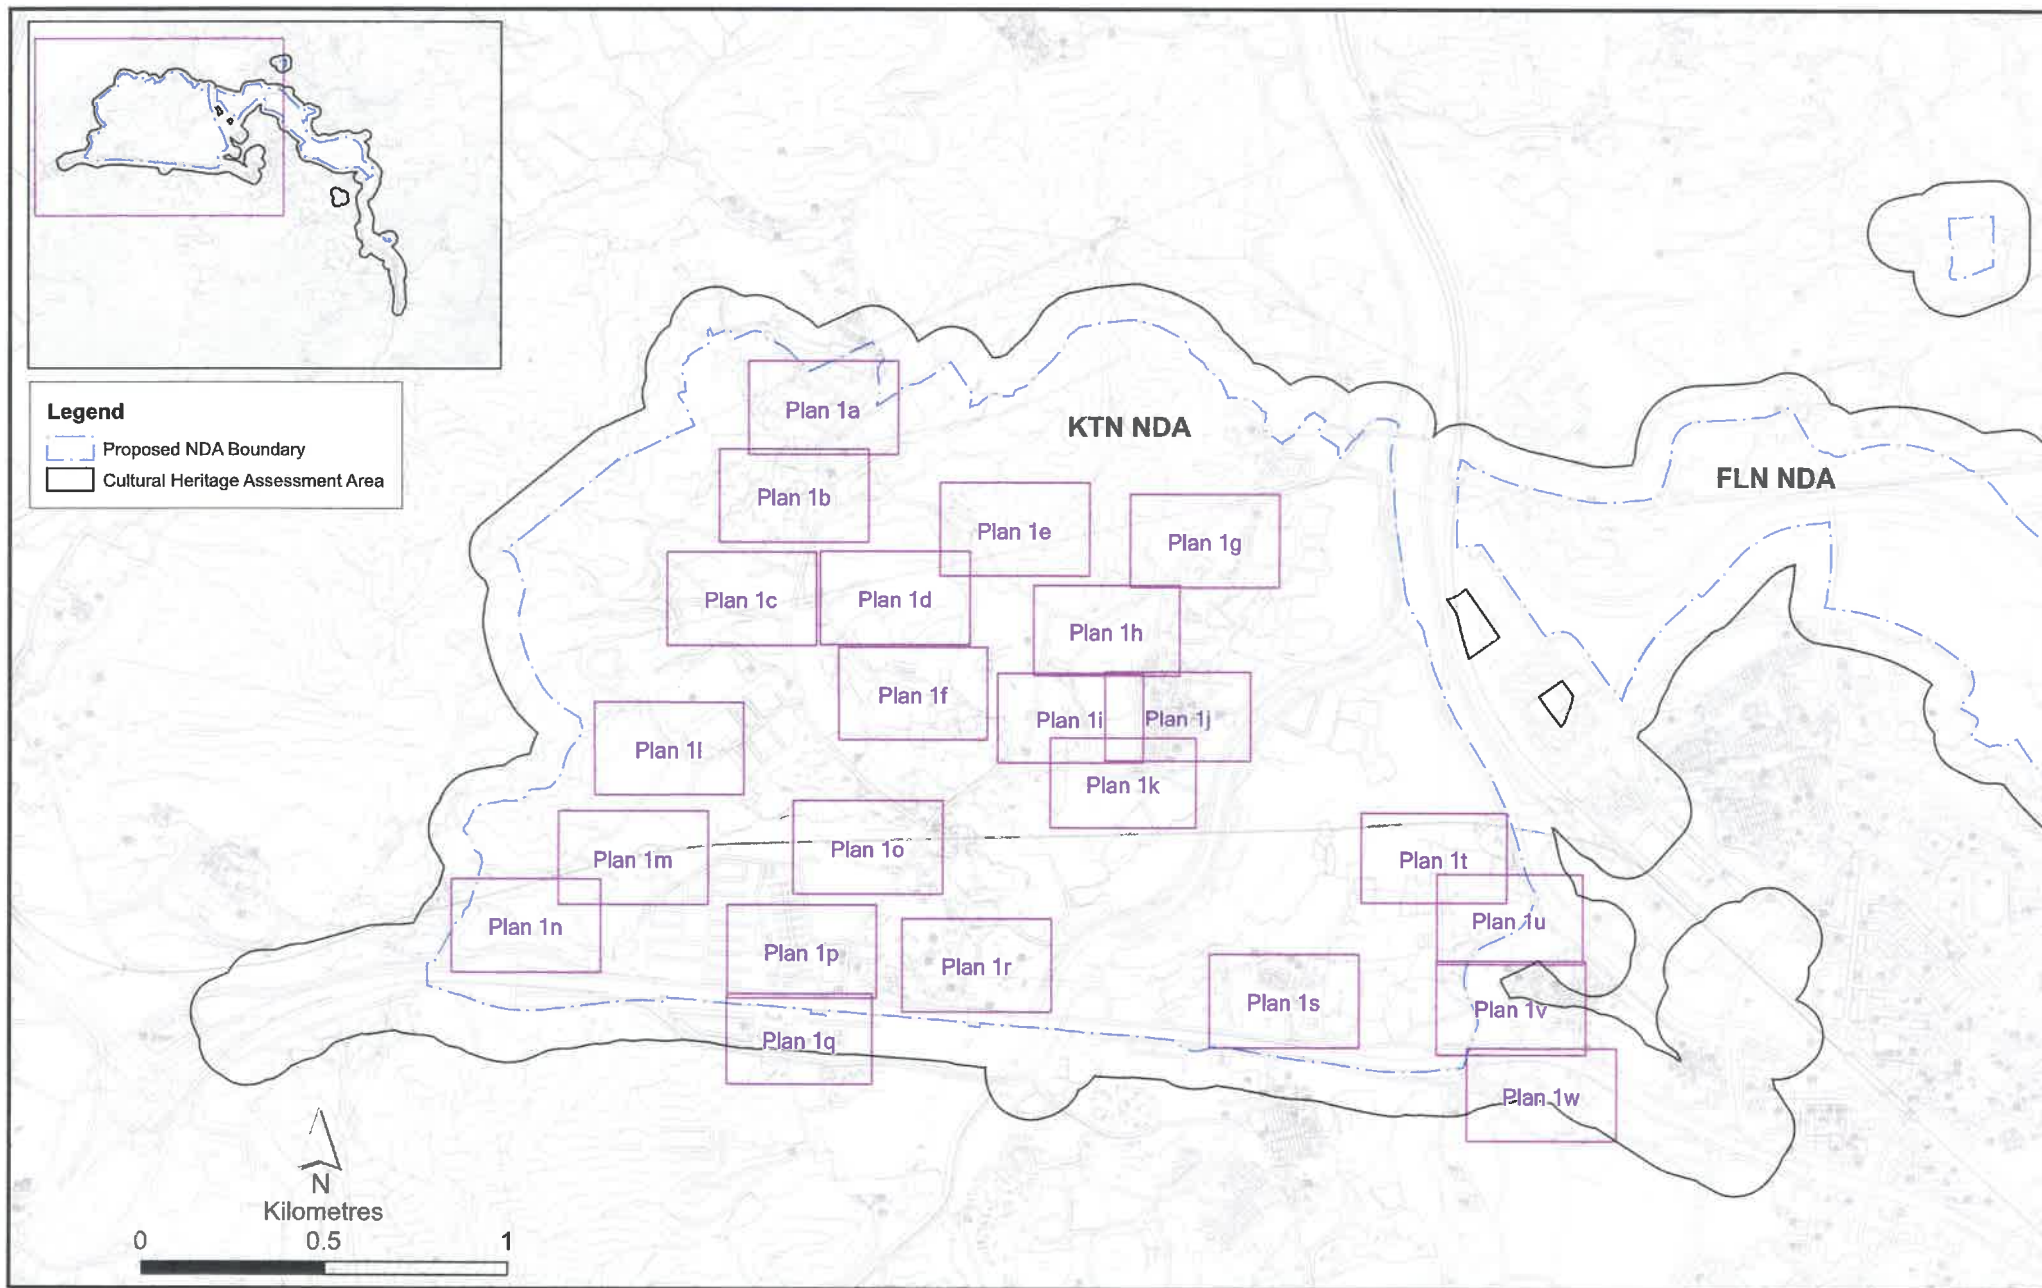 Legend
Proposed NDA Boundary
Cultural Heritage Assessment Area
KTN NDA
FLN NDA
Plan 1a
Plan 1b
Plan 1e
Plan 1g
Plan 1c
Plan 1d
Plan 1h
Plan 1f
Plan 1i
Plan 1j
Plan 1l
Plan 1k
Plan 1m
Plan 1o
Plan 1t
Plan 1n
Plan 1u
Plan 1p
Plan 1r
Plan 1s
Plan 1v
Plan 1q
Plan 1w
N
Kilometres
0 0.5 1